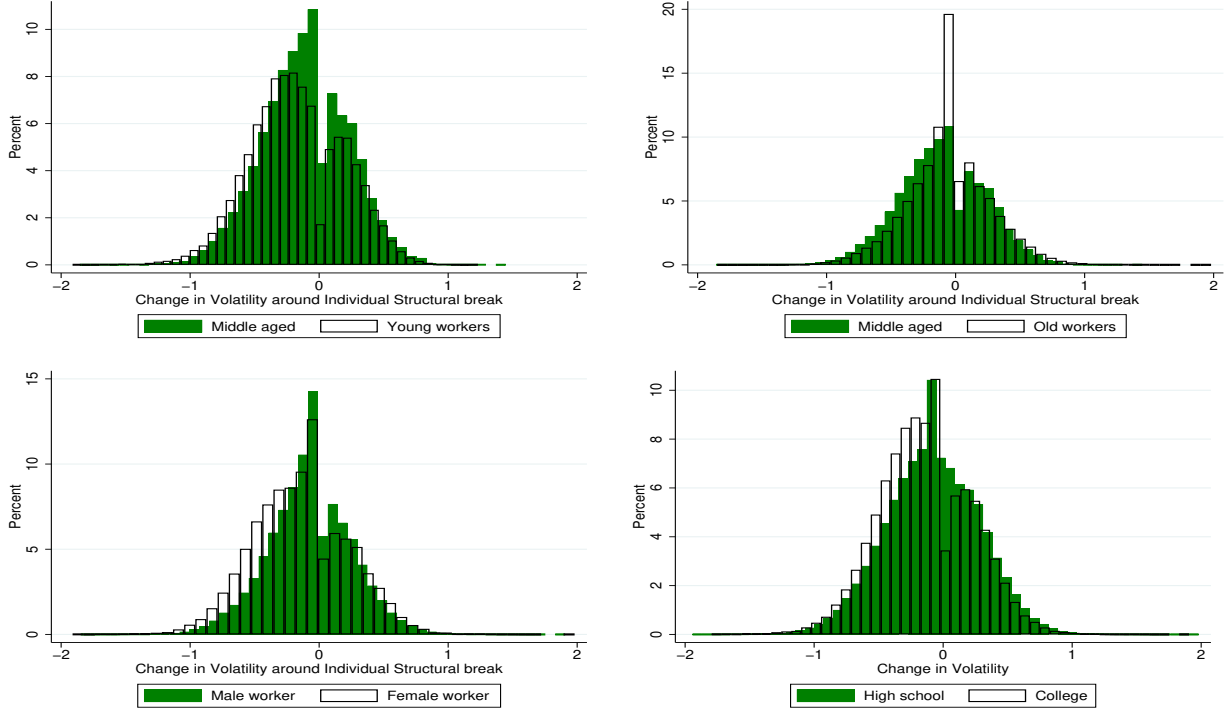 Percent
10
8
6
4
2
0
−2
−1
0
1
2
Change in Volatility around Individual Structural break
Middle aged
Young workers
Percent
20
15
10
5
0
−2
−1
0
1
2
Change in Volatility around Individual Structural break
Middle aged
Old workers
Percent
15
10
5
0
−2
−1
0
1
2
Change in Volatility around Individual Structural break
Male worker
Female worker
Percent
10
8
6
4
2
0
−2
−1
0
1
2
Change in Volatility
High school
College